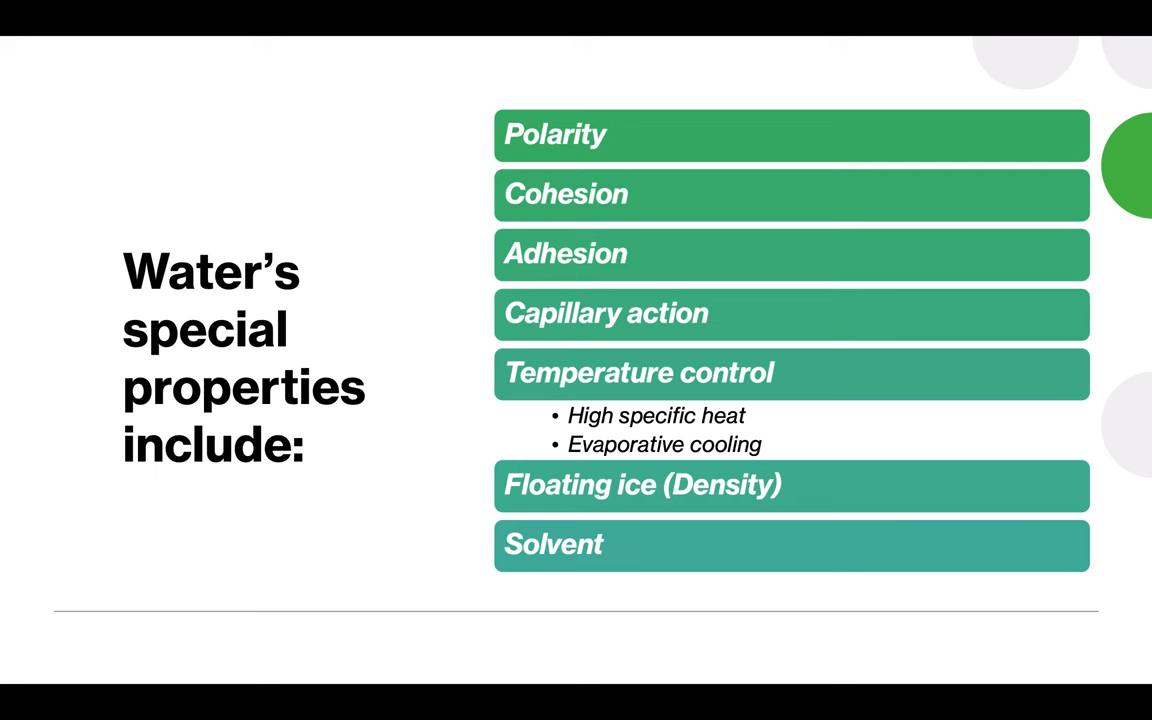 Water’s
special
properties
include:
Polarity
Cohesion
Adhesion
Capillary action
Temperature control
• High specific heat
• Evaporative cooling
Floating ice (Density)
Solvent